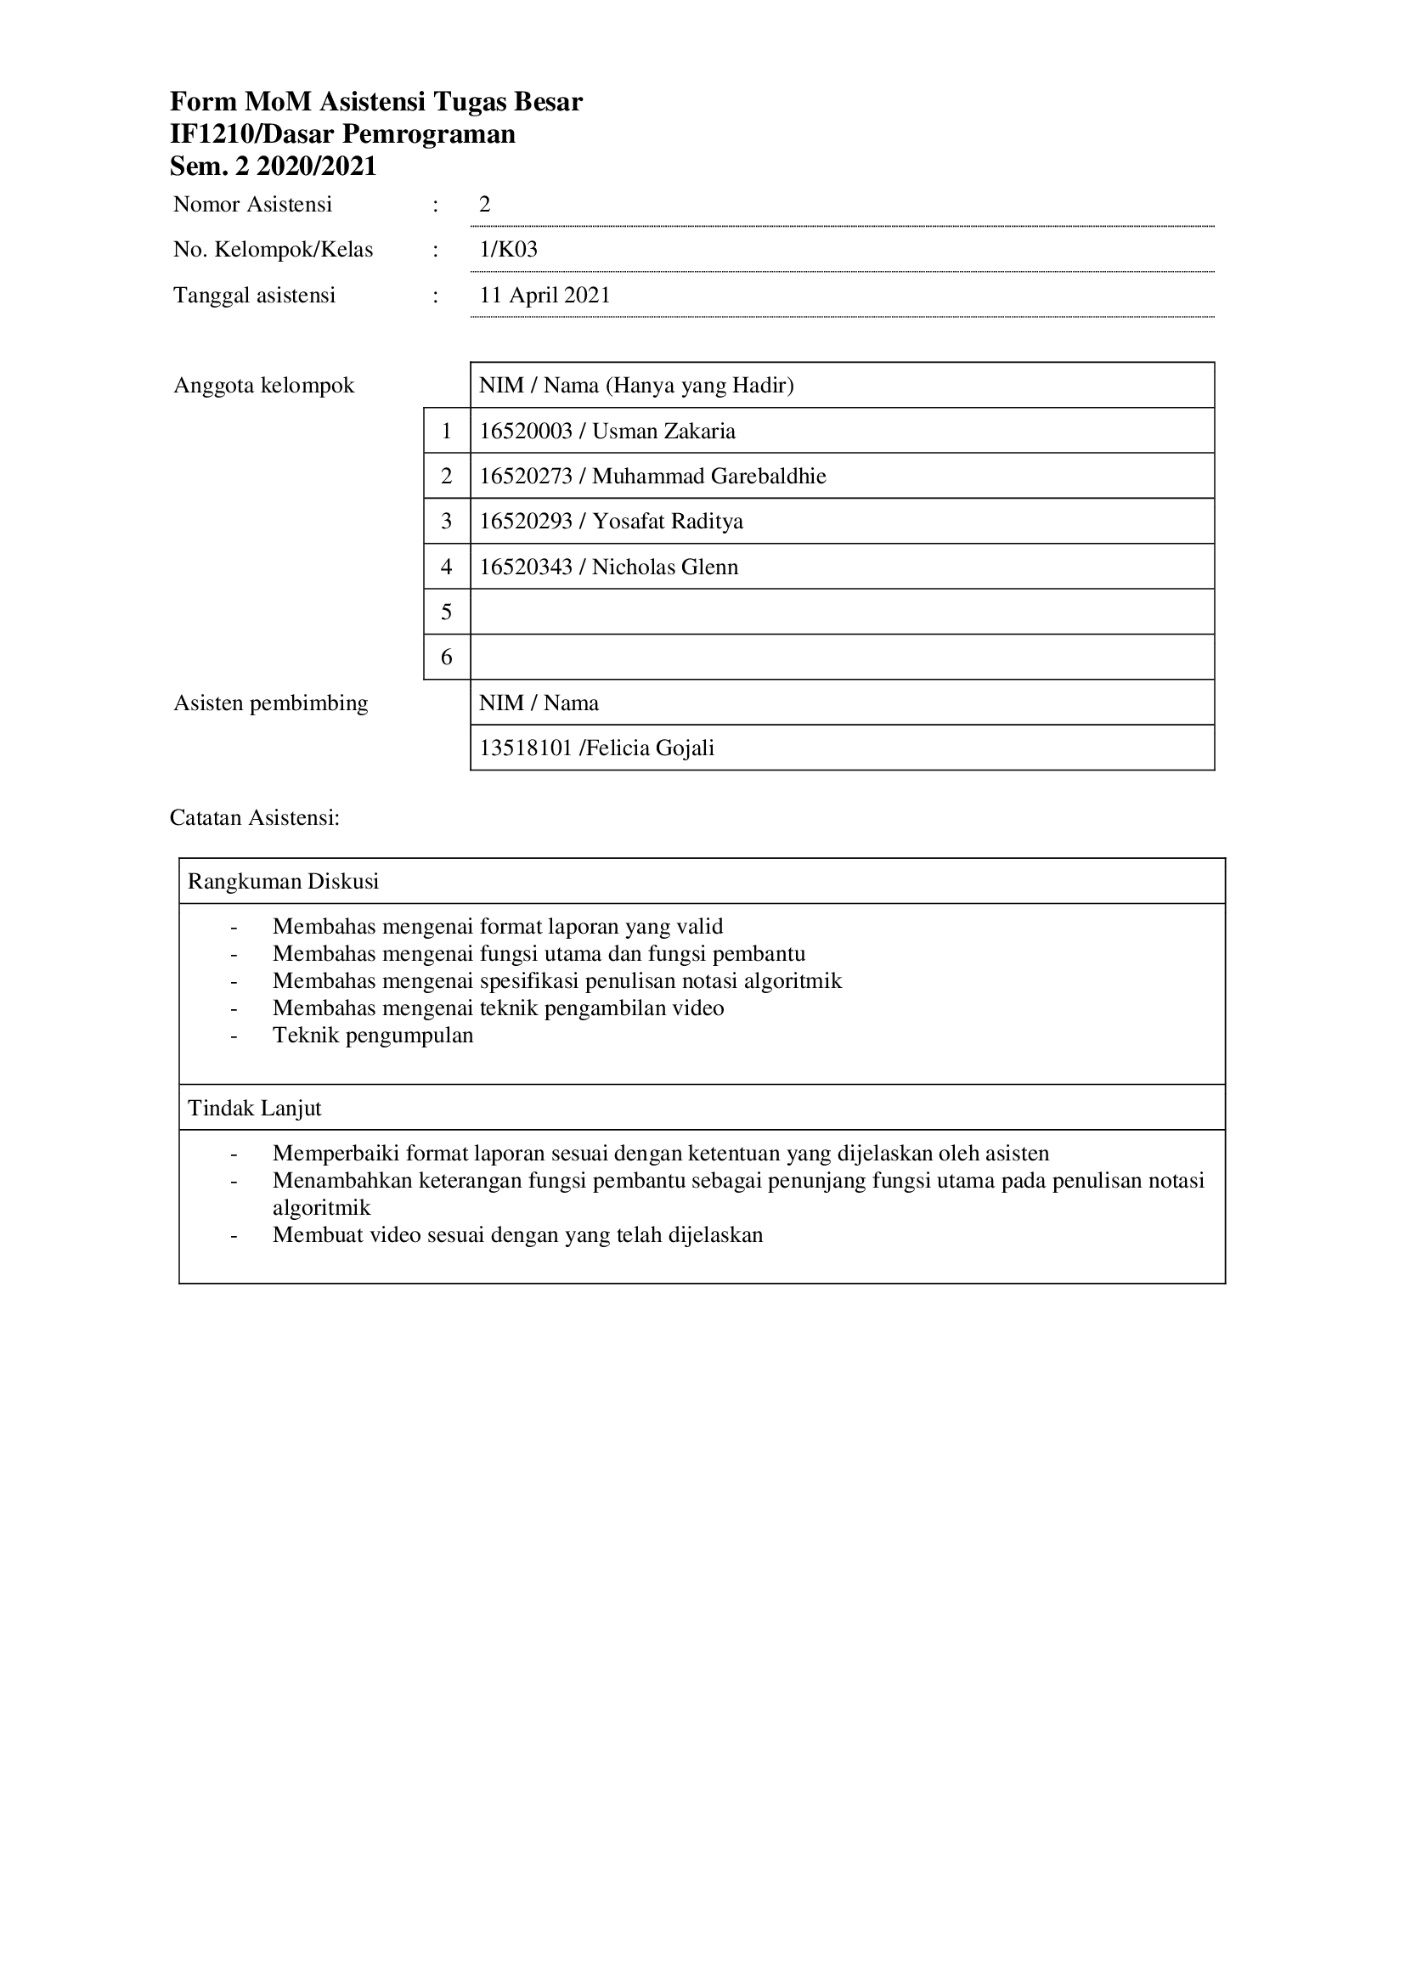 Form MoM Asistensi Tugas Besar
IF1210/Dasar Pemrograman
Sem. 2 2020/2021
Nomor Asistensi : 2
No. Kelompok/Kelas : 1/K03
Tanggal asistensi : 11 April 2021
Anggota kelompok NIM / Nama (Hanya yang Hadir)
1 16520003 / Usman Zakaria
2 16520273 / Muhammad Garebaldhie
3 16520293 / Yosafat Raditya
4 16520343 / Nicholas Glenn
5
6
Asisten pembimbing NIM / Nama
13518101 /Felicia Gojali
Catatan Asistensi:
Rangkuman Diskusi
- Membahas mengenai format laporan yang valid
- Membahas mengenai fungsi utama dan fungsi pembantu
- Membahas mengenai spesifikasi penulisan notasi algoritmik
- Membahas mengenai teknik pengambilan video
- Teknik pengumpulan
Tindak Lanjut
- Memperbaiki format laporan sesuai dengan ketentuan yang dijelaskan oleh asisten
- Menambahkan keterangan fungsi pembantu sebagai penunjang fungsi utama pada penulisan notasi
algoritmik
- Membuat video sesuai dengan yang telah dijelaskan